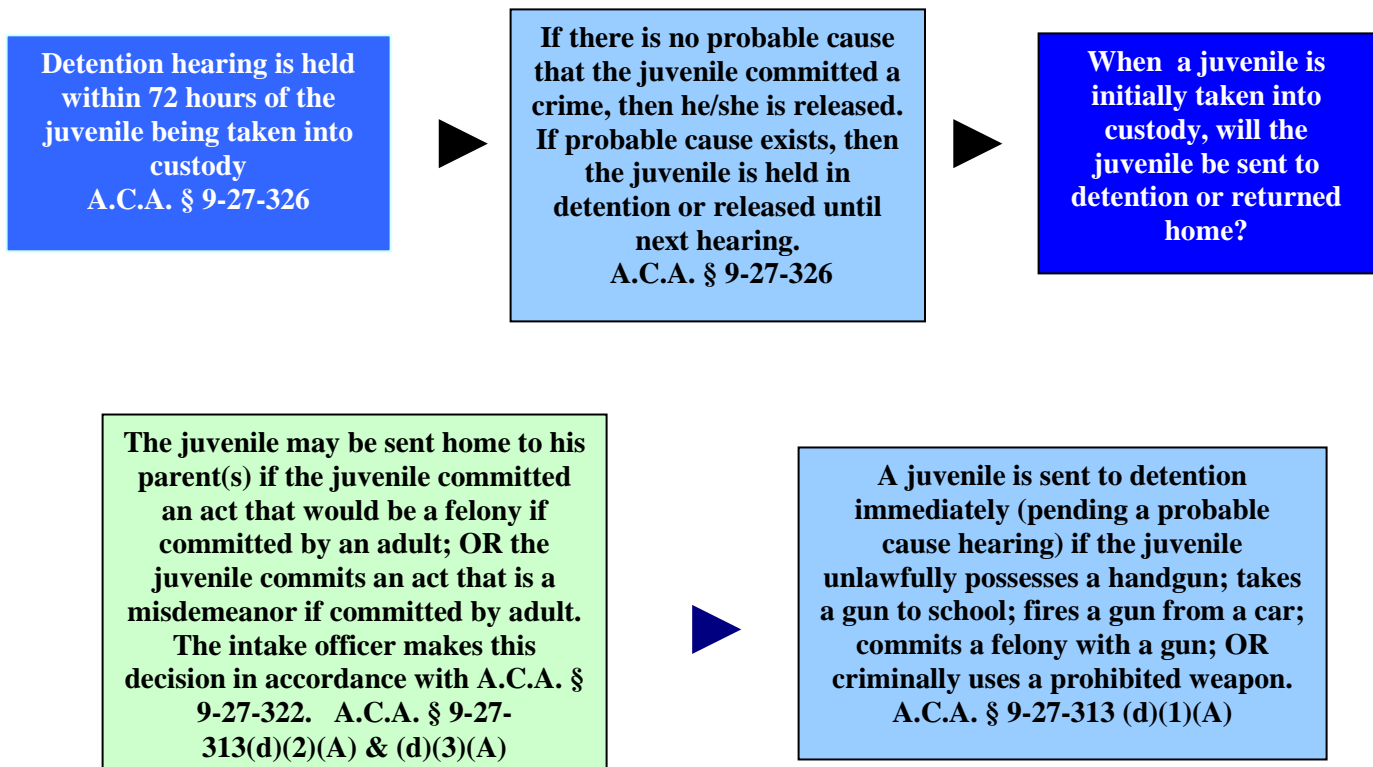 Detention hearing is held
within 72 hours of the
juvenile being taken into
custody
A.C.A. § 9-27-326
If there is no probable cause
that the juvenile committed a
crime, then he/she is released.
If probable cause exists, then
the juvenile is held in
detention or released until
next hearing.
A.C.A. § 9-27-326
When a juvenile is
initially taken into
custody, will the
juvenile be sent to
detention or returned
home?
The juvenile may be sent home to his
parent(s) if the juvenile committed
an act that would be a felony if
committed by an adult; OR the
juvenile commits an act that is a
misdemeanor if committed by adult.
The intake officer makes this
decision in accordance with A.C.A. §
9-27-322. A.C.A. § 9-27-
313(d)(2)(A) & (d)(3)(A)
A juvenile is sent to detention
immediately (pending a probable
cause hearing) if the juvenile
unlawfully possesses a handgun; takes
a gun to school; fires a gun from a car;
commits a felony with a gun; OR
criminally uses a prohibited weapon.
A.C.A. § 9-27-313 (d)(1)(A)